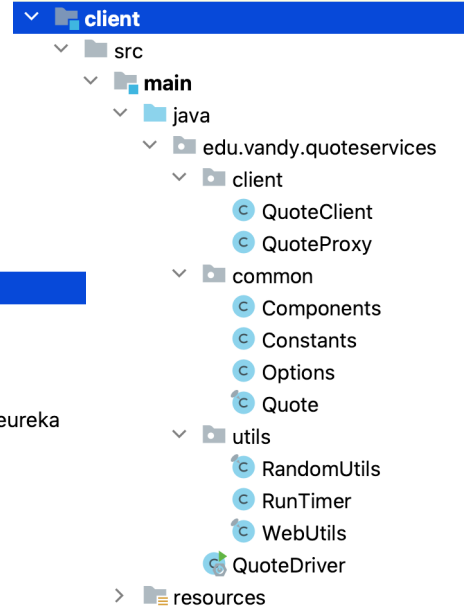 client
src
main
java
edu.vandy.quoteservices
client
QuoteClient
QuoteProxy
common
Components
Constants
Options
Quote
eureka
utils
RandomUtils
RunTimer
WebUtils
QuoteDriver
resources